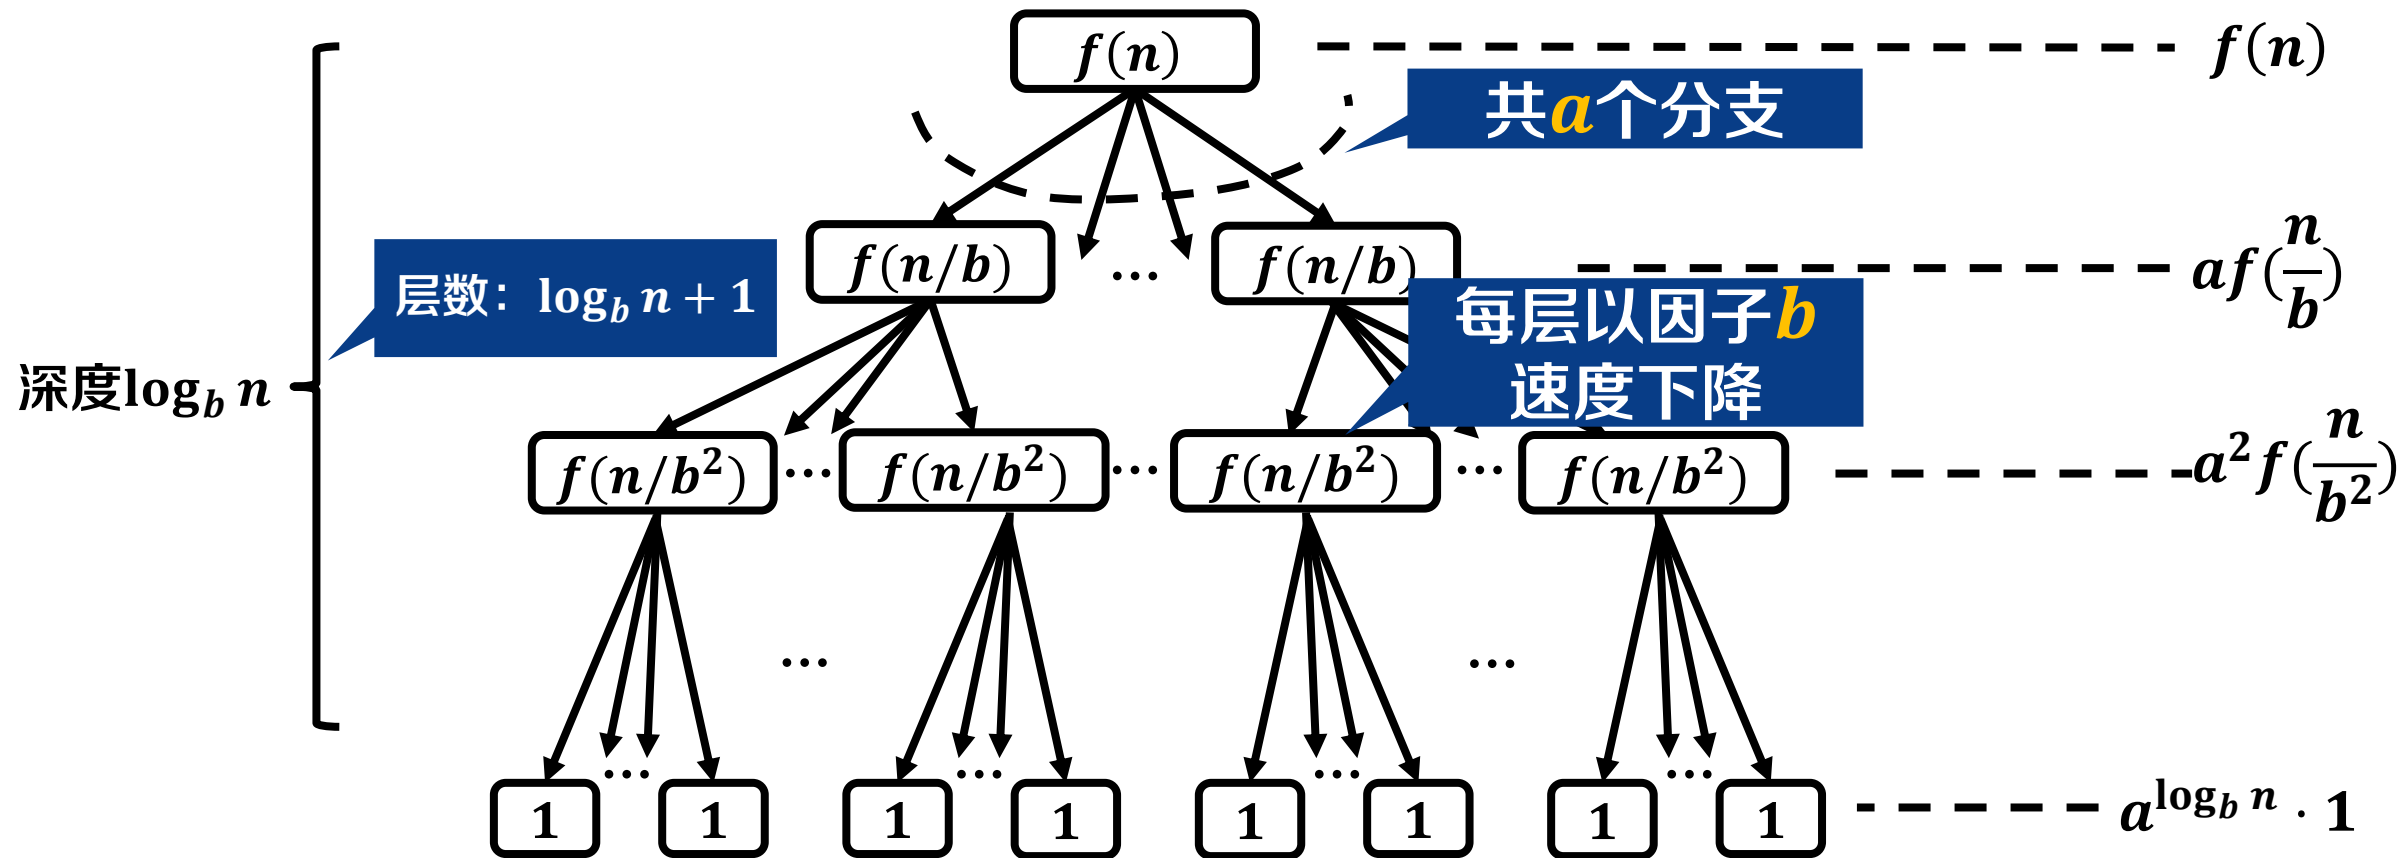 f(n)
f(n)
共a个分支
f(n/b)
…
f(n/b)
af(n/b)
层数：log_b n + 1
每层以因子b
速度下降
深度log_b n
f(n/b²)
…
f(n/b²)
…
f(n/b²)
…
f(n/b²)
a²f(n/b²)
…
…
1
…
1
1
…
1
1
…
1
1
…
1
a^{log_b n} · 1